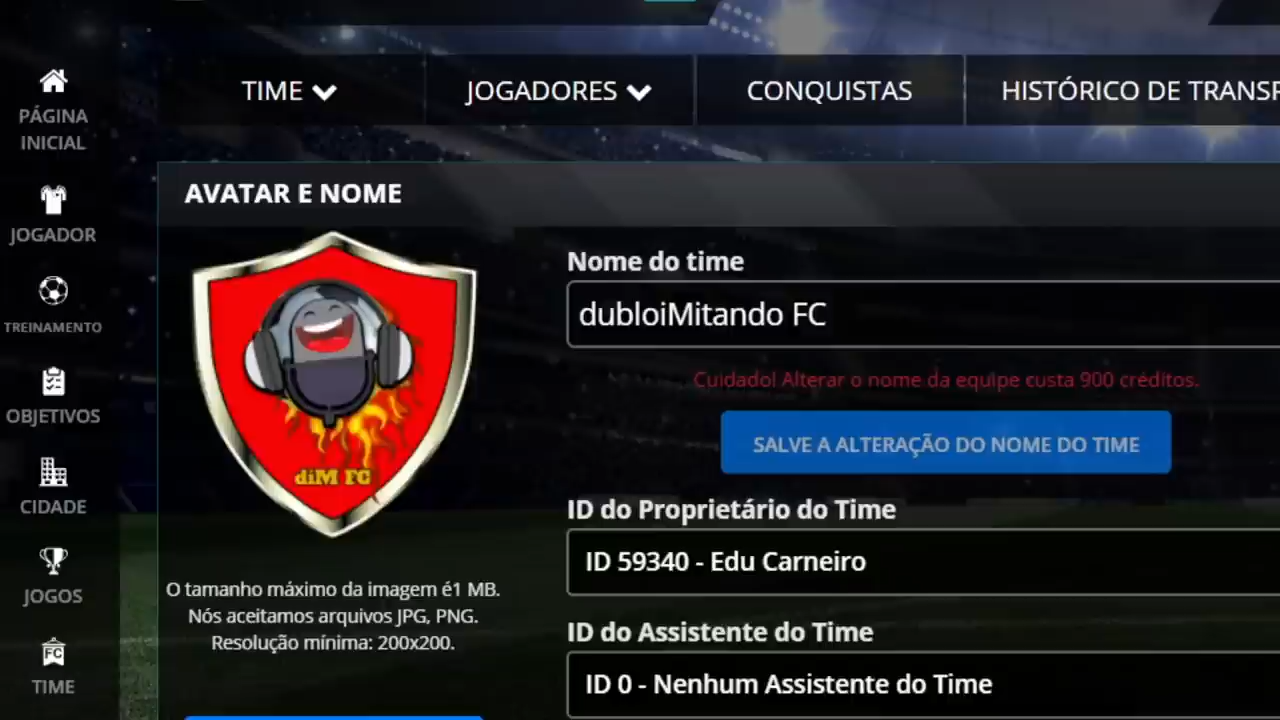 TIME
JOGADORES
CONQUISTAS
HISTÓRICO DE TRANSF
PÁGINA
INICIAL
JOGADOR
TREINAMENTO
OBJETIVOS
CIDADE
JOGOS
FC
TIME
AVATAR E NOME
diM FC
O tamanho máximo da imagem é1 MB.
Nós aceitamos arquivos JPG, PNG.
Resolução mínima: 200x200.
Nome do time
dubloiMitando FC
Cuidado! Alterar o nome da equipe custa 900 créditos.
SALVE A ALTERAÇÃO DO NOME DO TIME
ID do Proprietário do Time
ID 59340 - Edu Carneiro
ID do Assistente do Time
ID 0 - Nenhum Assistente do Time